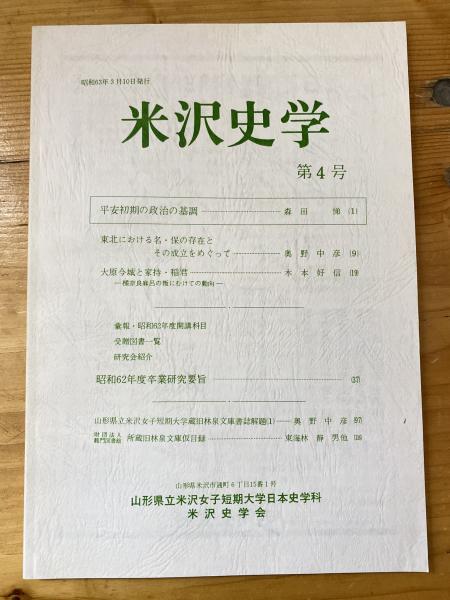 昭和63年3月10日発行
米沢史学
第4号
平安初期の政治の基調 森田 悌 (1)
東北における名・保の存在と
その成立をめぐって 奥野中彦 (9)
大原今城と家持・稲君 木本好信 (19)
―橘奈良麻呂の叛にむけての動向―
彙報・昭和62年度開講科目
受贈図書一覧
研究会紹介
昭和62年度卒業研究要旨 (37)
山形県立米沢女子短期大学蔵旧林泉文庫書誌解題(1) 奥野中彦 (97)
財団法人
所蔵旧林泉文庫仮目録 東海林静男他
山形県米沢市通町6丁目15番1号
山形県立米沢女子短期大学日本史学科
米沢史学会